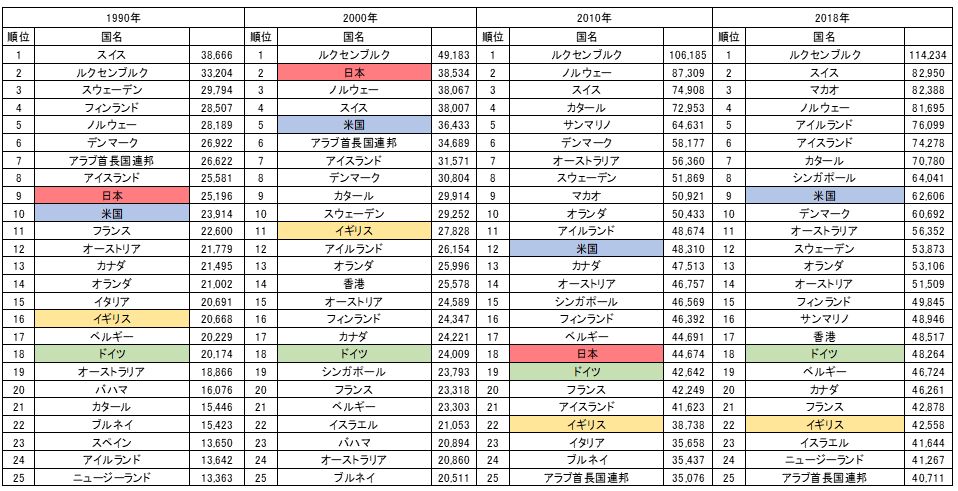 1990年 2000年 2010年 2018年
順位 国名 順位 国名 順位 国名 順位 国名
1 スイス 38,666 1 ルクセンブルク 49,183 1 ルクセンブルク 106,185 1 ルクセンブルク 114,234
2 ルクセンブルク 33,204 2 日本 38,534 2 ノルウェー 87,309 2 スイス 82,950
3 スウェーデン 29,794 3 ノルウェー 38,067 3 スイス 74,908 3 マカオ 82,388
4 フィンランド 28,507 4 スイス 38,007 4 カタール 72,953 4 ノルウェー 81,695
5 ノルウェー 28,189 5 米国 36,433 5 サンマリノ 64,631 5 アイルランド 76,099
6 デンマーク 26,922 6 アラブ首長国連邦 34,689 6 デンマーク 58,177 6 アイスランド 74,278
7 アラブ首長国連邦 26,622 7 アイスランド 31,571 7 オーストラリア 56,360 7 カタール 70,780
8 アイスランド 25,581 8 デンマーク 30,804 8 スウェーデン 51,869 8 シンガポール 64,041
9 日本 25,196 9 カタール 29,914 9 マカオ 50,921 9 米国 62,606
10 米国 23,914 10 スウェーデン 29,252 10 オランダ 50,433 10 デンマーク 60,692
11 フランス 22,600 11 イギリス 27,828 11 アイルランド 48,674 11 オーストラリア 56,352
12 オーストリア 21,779 12 アイルランド 26,154 12 米国 48,310 12 スウェーデン 53,873
13 カナダ 21,495 13 オランダ 25,996 13 カナダ 47,513 13 オランダ 53,106
14 オランダ 21,002 14 香港 25,578 14 オーストリア 46,757 14 オーストリア 51,509
15 イタリア 20,691 15 オーストリア 24,589 15 シンガポール 46,569 15 フィンランド 49,845
16 イギリス 20,668 16 フィンランド 24,347 16 フィンランド 46,392 16 サンマリノ 48,946
17 ベルギー 20,229 17 カナダ 24,221 17 ベルギー 44,691 17 香港 48,517
18 ドイツ 20,174 18 ドイツ 24,009 18 日本 44,674 18 ドイツ 48,264
19 オーストラリア 18,866 19 シンガポール 23,793 19 ドイツ 42,642 19 ベルギー 46,724
20 バハマ 16,076 20 フランス 23,318 20 フランス 42,249 20 カナダ 46,261
21 カタール 15,446 21 ベルギー 23,303 21 アイスランド 41,623 21 フランス 42,878
22 ブルネイ 15,423 22 イスラエル 21,053 22 イギリス 38,738 22 イギリス 42,558
23 スペイン 13,650 23 バハマ 20,894 23 イタリア 35,658 23 イスラエル 41,644
24 アイルランド 13,642 24 オーストラリア 20,860 24 ブルネイ 35,437 24 ニュージーランド 41,267
25 ニュージーランド 13,363 25 ブルネイ 20,511 25 アラブ首長国連邦 35,076 25 アラブ首長国連邦 40,711